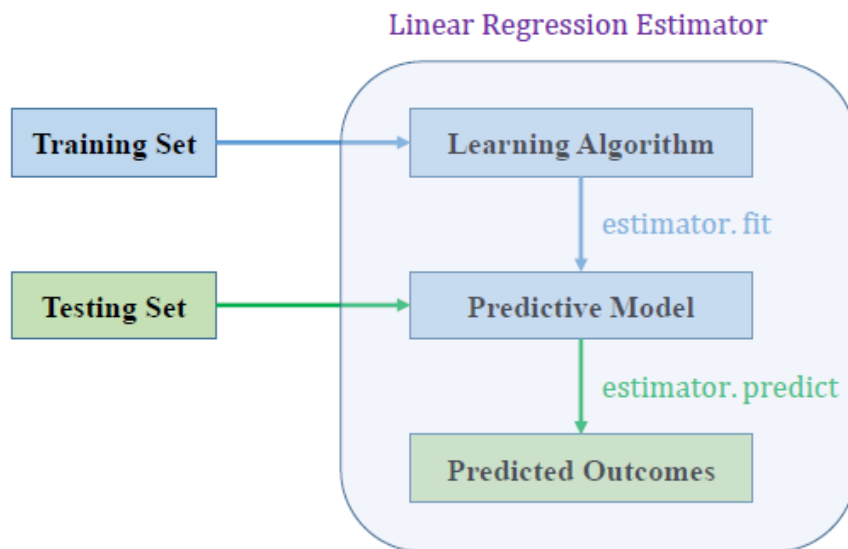 Linear Regression Estimator
Training Set
Learning Algorithm
estimator. fit
Testing Set
Predictive Model
estimator. predict
Predicted Outcomes